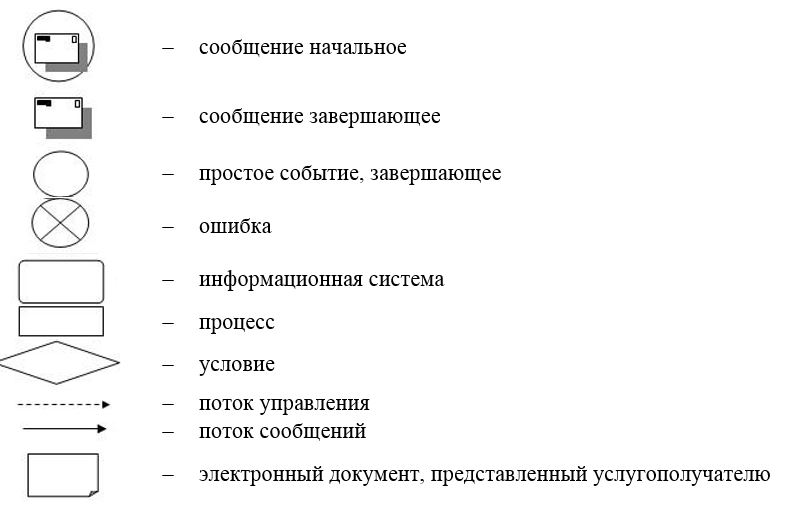 – сообщение начальное
– сообщение завершающее
– простое событие, завершающее
– ошибка
– информационная система
– процесс
– условие
– поток управления
– поток сообщений
– электронный документ, представленный услугополучателю